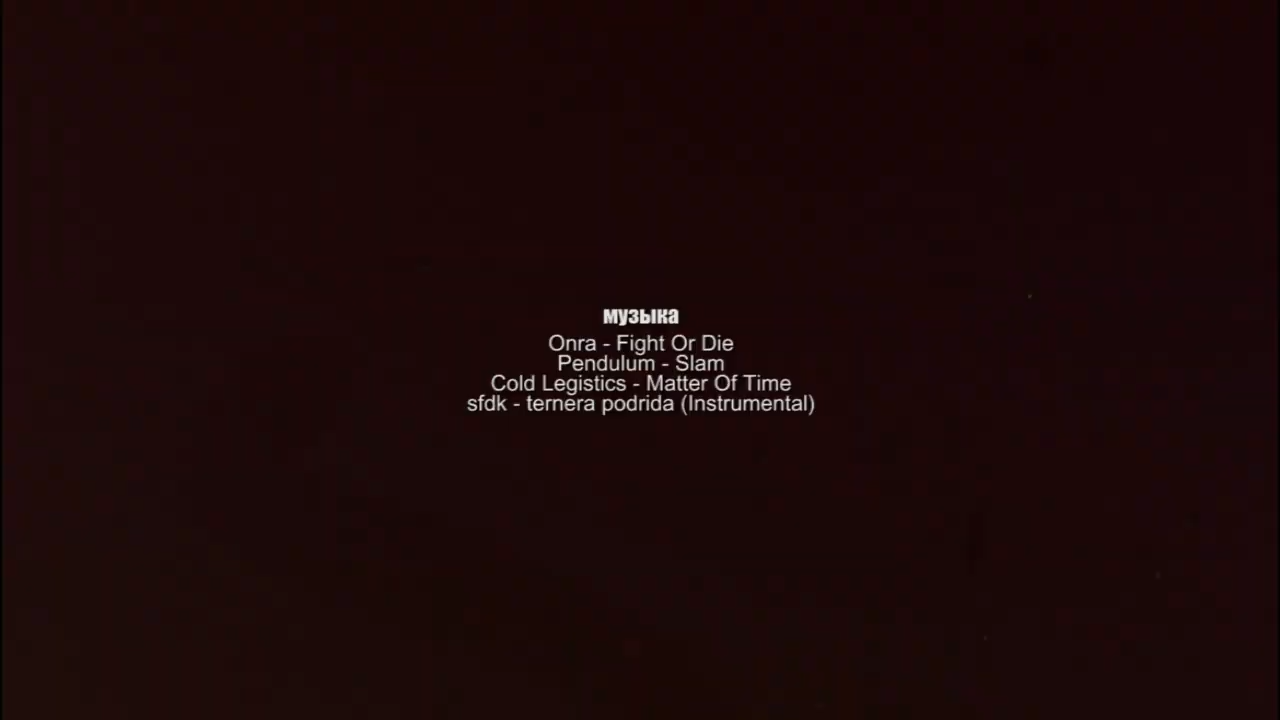 музыка
Onra - Fight Or Die
Pendulum - Slam
Cold Legistics - Matter Of Time
sfdk - ternera podrida (Instrumental)